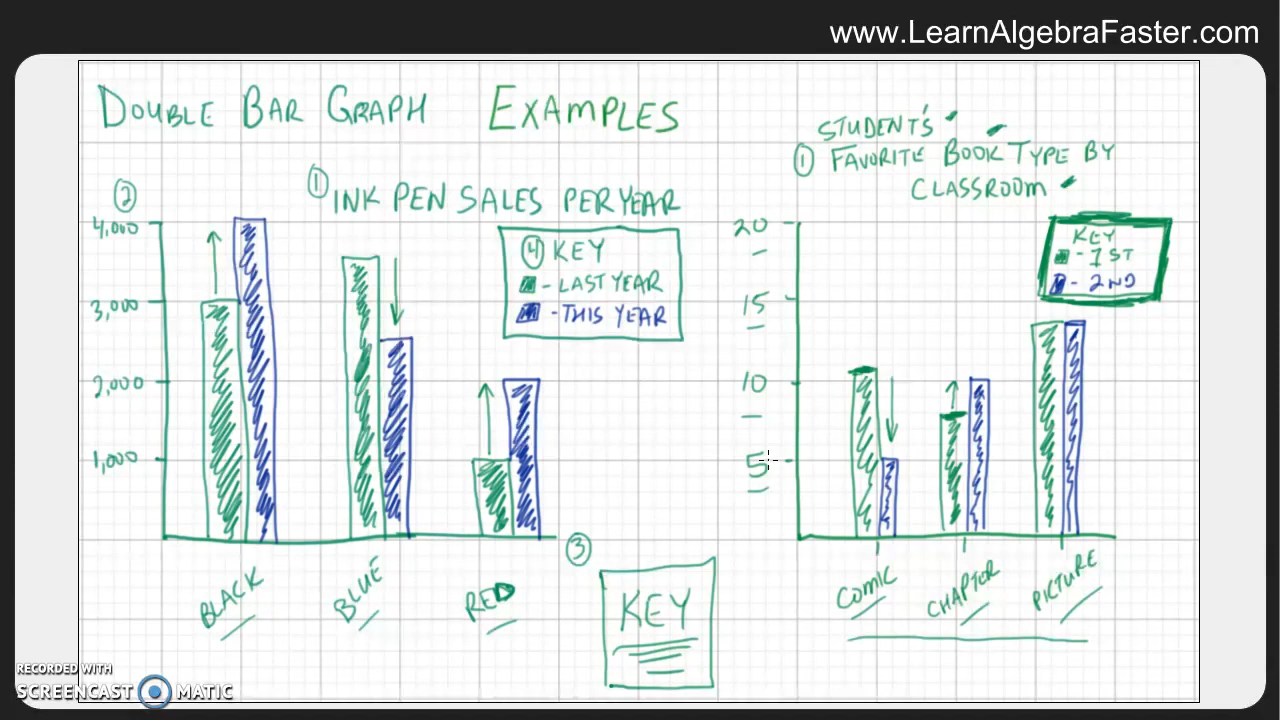 www.LearnAlgebraFaster.com
DOUBLE BAR GRAPH EXAMPLES
② ① INK PEN SALES PER YEAR
4,000
3,000
2,000
1,000
④ KEY
- LAST YEAR
- THIS YEAR
BLACK
BLUE
RED
③
KEY
STUDENT'S
① FAVORITE BOOK TYPE BY
CLASSROOM
20
15
10
5
KEY
- 1ST
- 2ND
COMIC
CHAPTER
PICTURE
RECORDED WITH
SCREENCAST MATIC